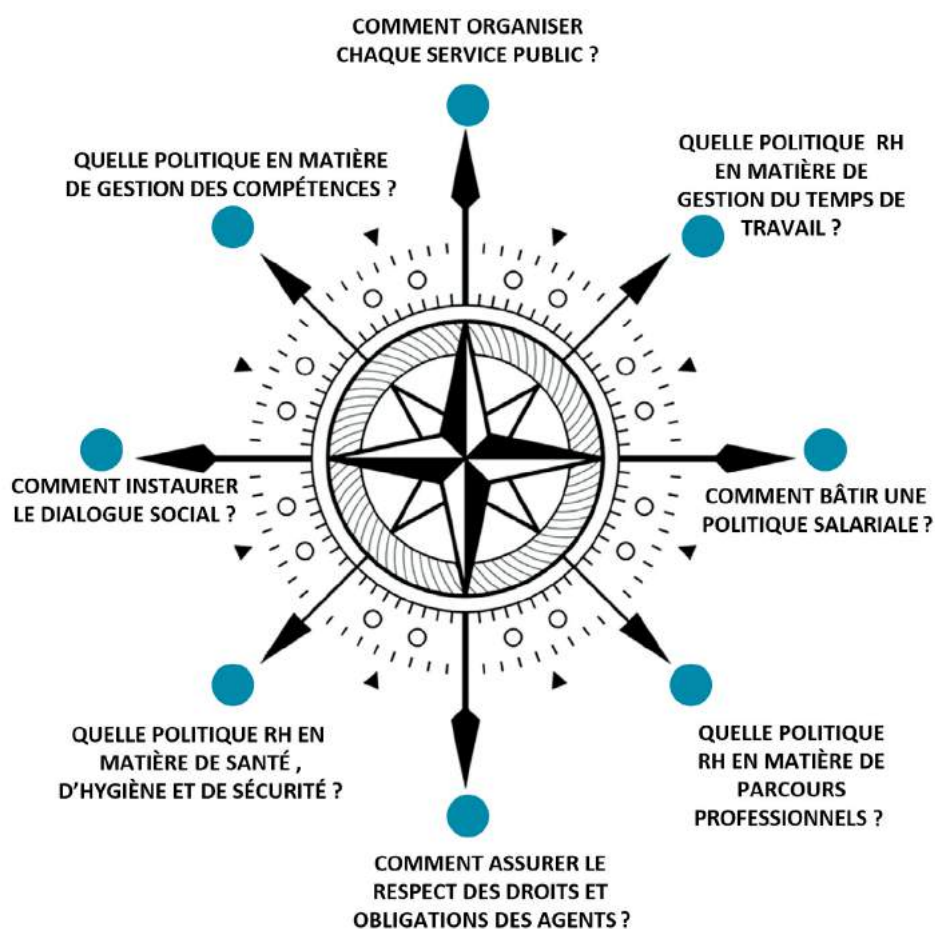 COMMENT ORGANISER
CHAQUE SERVICE PUBLIC ?
QUELLE POLITIQUE RH
EN MATIÈRE DE
GESTION DU TEMPS DE
TRAVAIL ?
COMMENT BÂTIR UNE
POLITIQUE SALARIALE ?
QUELLE POLITIQUE
RH EN MATIÈRE DE
PARCOURS
PROFESSIONNELS ?
COMMENT ASSURER LE
RESPECT DES DROITS ET
OBLIGATIONS DES AGENTS ?
QUELLE POLITIQUE RH EN
MATIÈRE DE SANTÉ ,
D'HYGIÈNE ET DE SÉCURITÉ ?
COMMENT INSTAURER
LE DIALOGUE SOCIAL ?
QUELLE POLITIQUE EN MATIÈRE
DE GESTION DES COMPÉTENCES ?